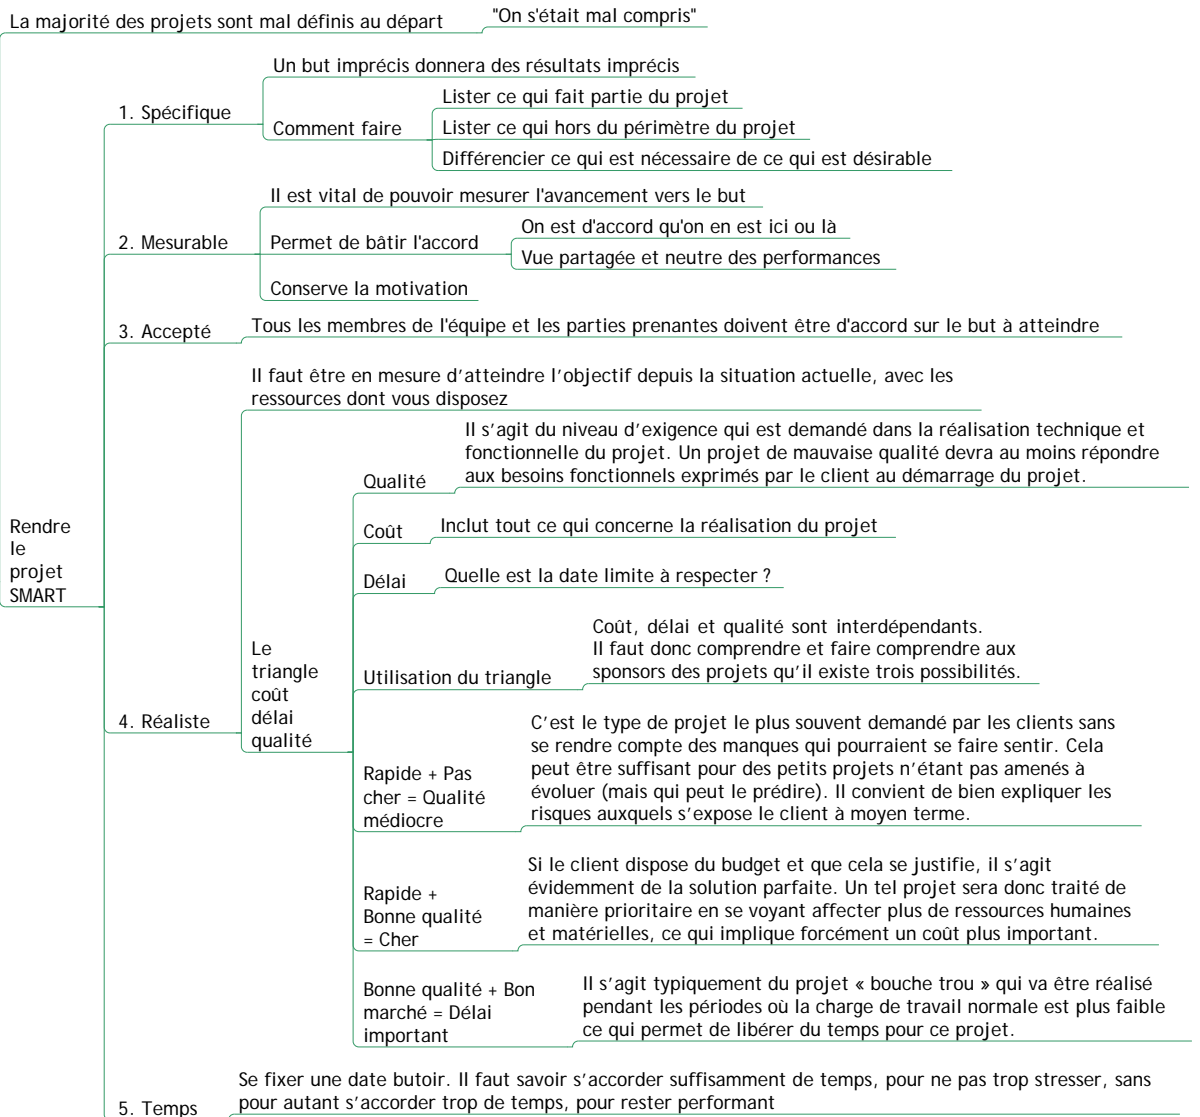 La majorité des projets sont mal définis au départ
"On s'était mal compris"
Rendre
le
projet
SMART
1. Spécifique
Un but imprécis donnera des résultats imprécis
Comment faire
Lister ce qui fait partie du projet
Lister ce qui hors du périmètre du projet
Différencier ce qui est nécessaire de ce qui est désirable
2. Mesurable
Il est vital de pouvoir mesurer l'avancement vers le but
Permet de bâtir l'accord
On est d'accord qu'on en est ici ou là
Vue partagée et neutre des performances
Conserve la motivation
3. Accepté
Tous les membres de l'équipe et les parties prenantes doivent être d'accord sur le but à atteindre
4. Réaliste
Il faut être en mesure d’atteindre l’objectif depuis la situation actuelle, avec les
ressources dont vous disposez
Le
triangle
coût
délai
qualité
Qualité
Il s’agit du niveau d’exigence qui est demandé dans la réalisation technique et
fonctionnelle du projet. Un projet de mauvaise qualité devra au moins répondre
aux besoins fonctionnels exprimés par le client au démarrage du projet.
Coût
Inclut tout ce qui concerne la réalisation du projet
Délai
Quelle est la date limite à respecter ?
Utilisation du triangle
Coût, délai et qualité sont interdépendants.
Il faut donc comprendre et faire comprendre aux
sponsors des projets qu’il existe trois possibilités.
Rapide + Pas
cher = Qualité
médiocre
C’est le type de projet le plus souvent demandé par les clients sans
se rendre compte des manques qui pourraient se faire sentir. Cela
peut être suffisant pour des petits projets n’étant pas amenés à
évoluer (mais qui peut le prédire). Il convient de bien expliquer les
risques auxquels s’expose le client à moyen terme.
Rapide +
Bonne qualité
= Cher
Si le client dispose du budget et que cela se justifie, il s’agit
évidemment de la solution parfaite. Un tel projet sera donc traité de
manière prioritaire en se voyant affecter plus de ressources humaines
et matérielles, ce qui implique forcément un coût plus important.
Bonne qualité + Bon
marché = Délai
important
Il s’agit typiquement du projet « bouche trou » qui va être réalisé
pendant les périodes où la charge de travail normale est plus faible
ce qui permet de libérer du temps pour ce projet.
5. Temps
Se fixer une date butoir. Il faut savoir s’accorder suffisamment de temps, pour ne pas trop stresser, sans
pour autant s’accorder trop de temps, pour rester performant